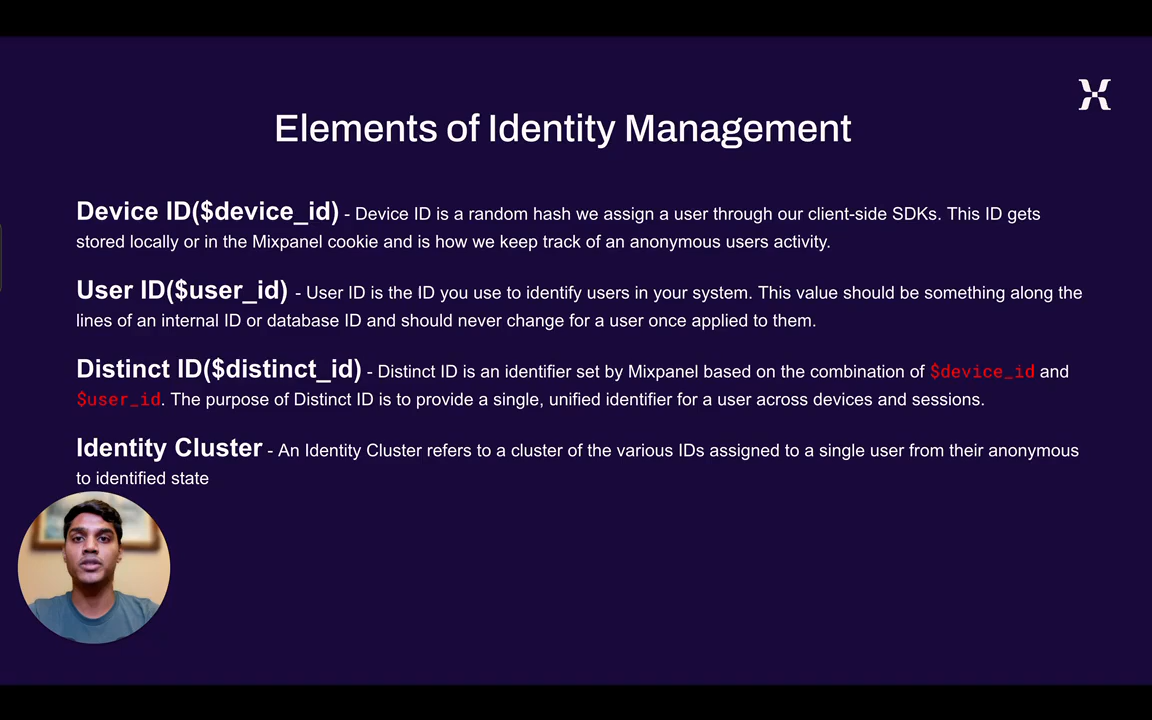 Elements of Identity Management
Device ID($device_id) - Device ID is a random hash we assign a user through our client-side SDKs. This ID gets
stored locally or in the Mixpanel cookie and is how we keep track of an anonymous users activity.
User ID($user_id) - User ID is the ID you use to identify users in your system. This value should be something along the
lines of an internal ID or database ID and should never change for a user once applied to them.
Distinct ID($distinct_id) - Distinct ID is an identifier set by Mixpanel based on the combination of $device_id and
$user_id. The purpose of Distinct ID is to provide a single, unified identifier for a user across devices and sessions.
Identity Cluster - An Identity Cluster refers to a cluster of the various IDs assigned to a single user from their anonymous
to identified state